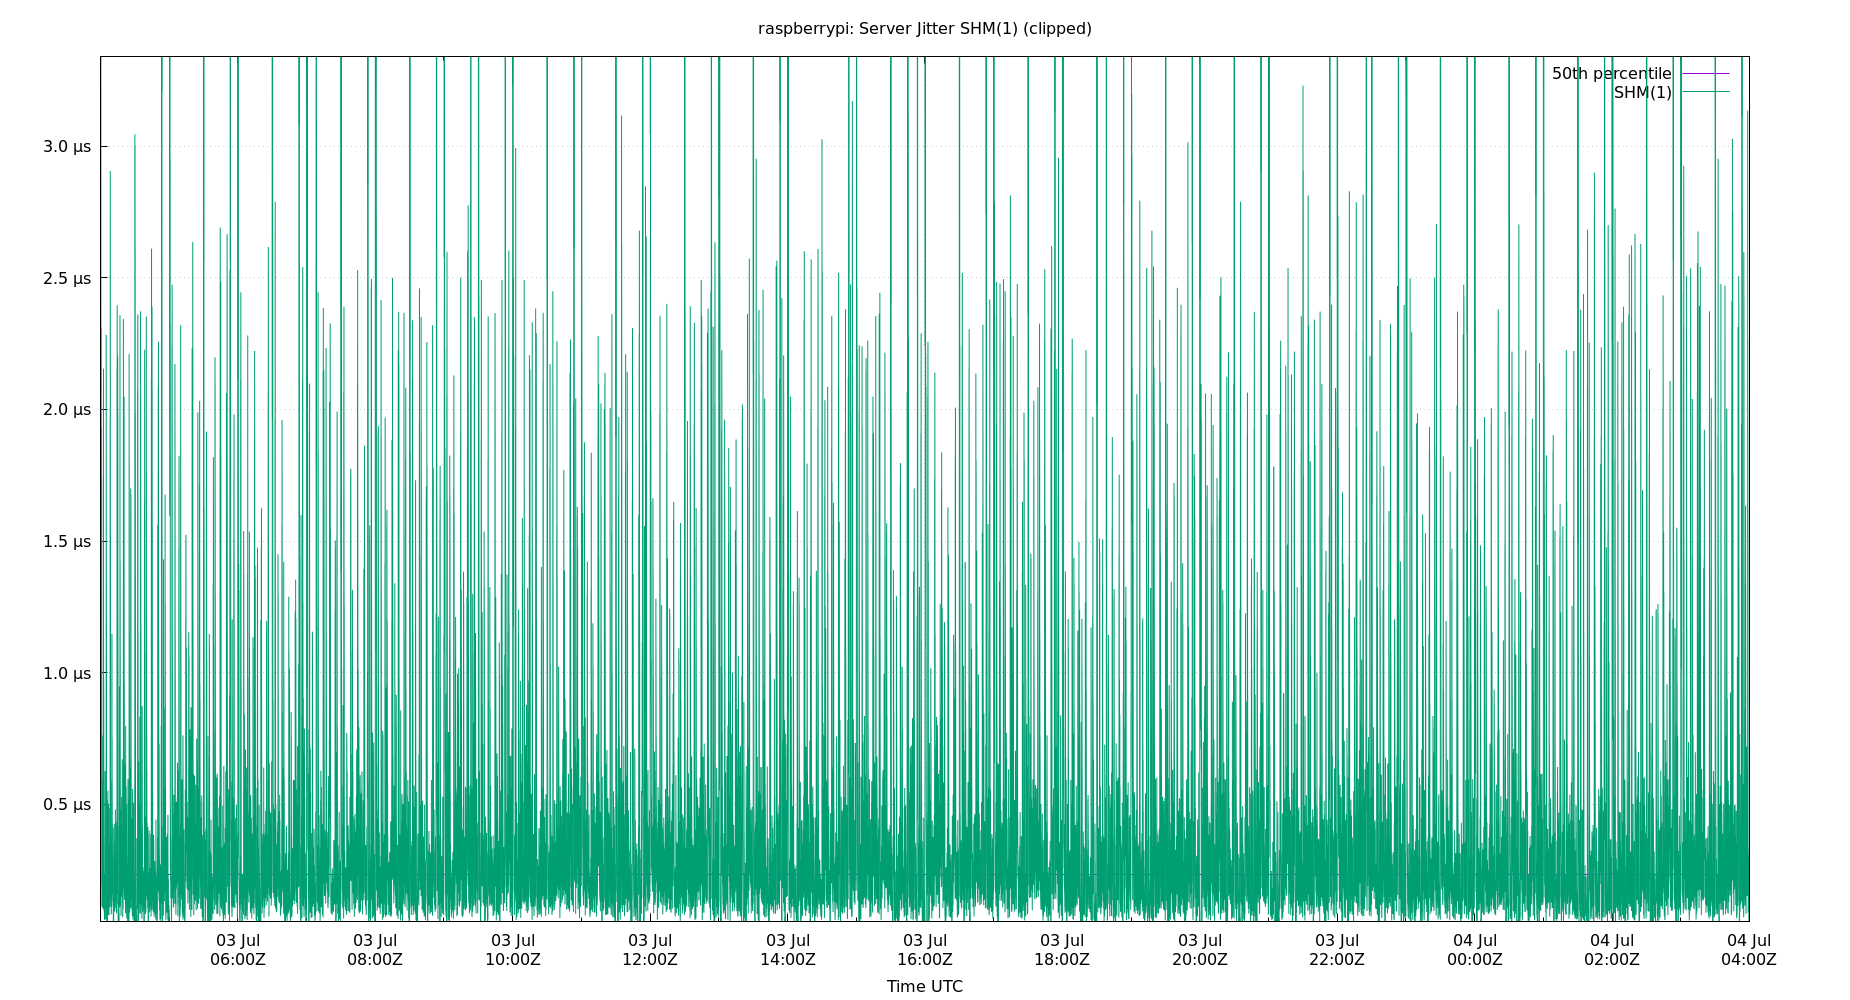 raspberrypi: Server Jitter SHM(1) (clipped)
50th percentile
SHM(1)
3.0 µs
2.5 µs
2.0 µs
1.5 µs
1.0 µs
0.5 µs
03 Jul 03 Jul 03 Jul 03 Jul 03 Jul 03 Jul 03 Jul 03 Jul 03 Jul 04 Jul 04 Jul 04 Jul
06:00Z 08:00Z 10:00Z 12:00Z 14:00Z 16:00Z 18:00Z 20:00Z 22:00Z 00:00Z 02:00Z 04:00Z
Time UTC